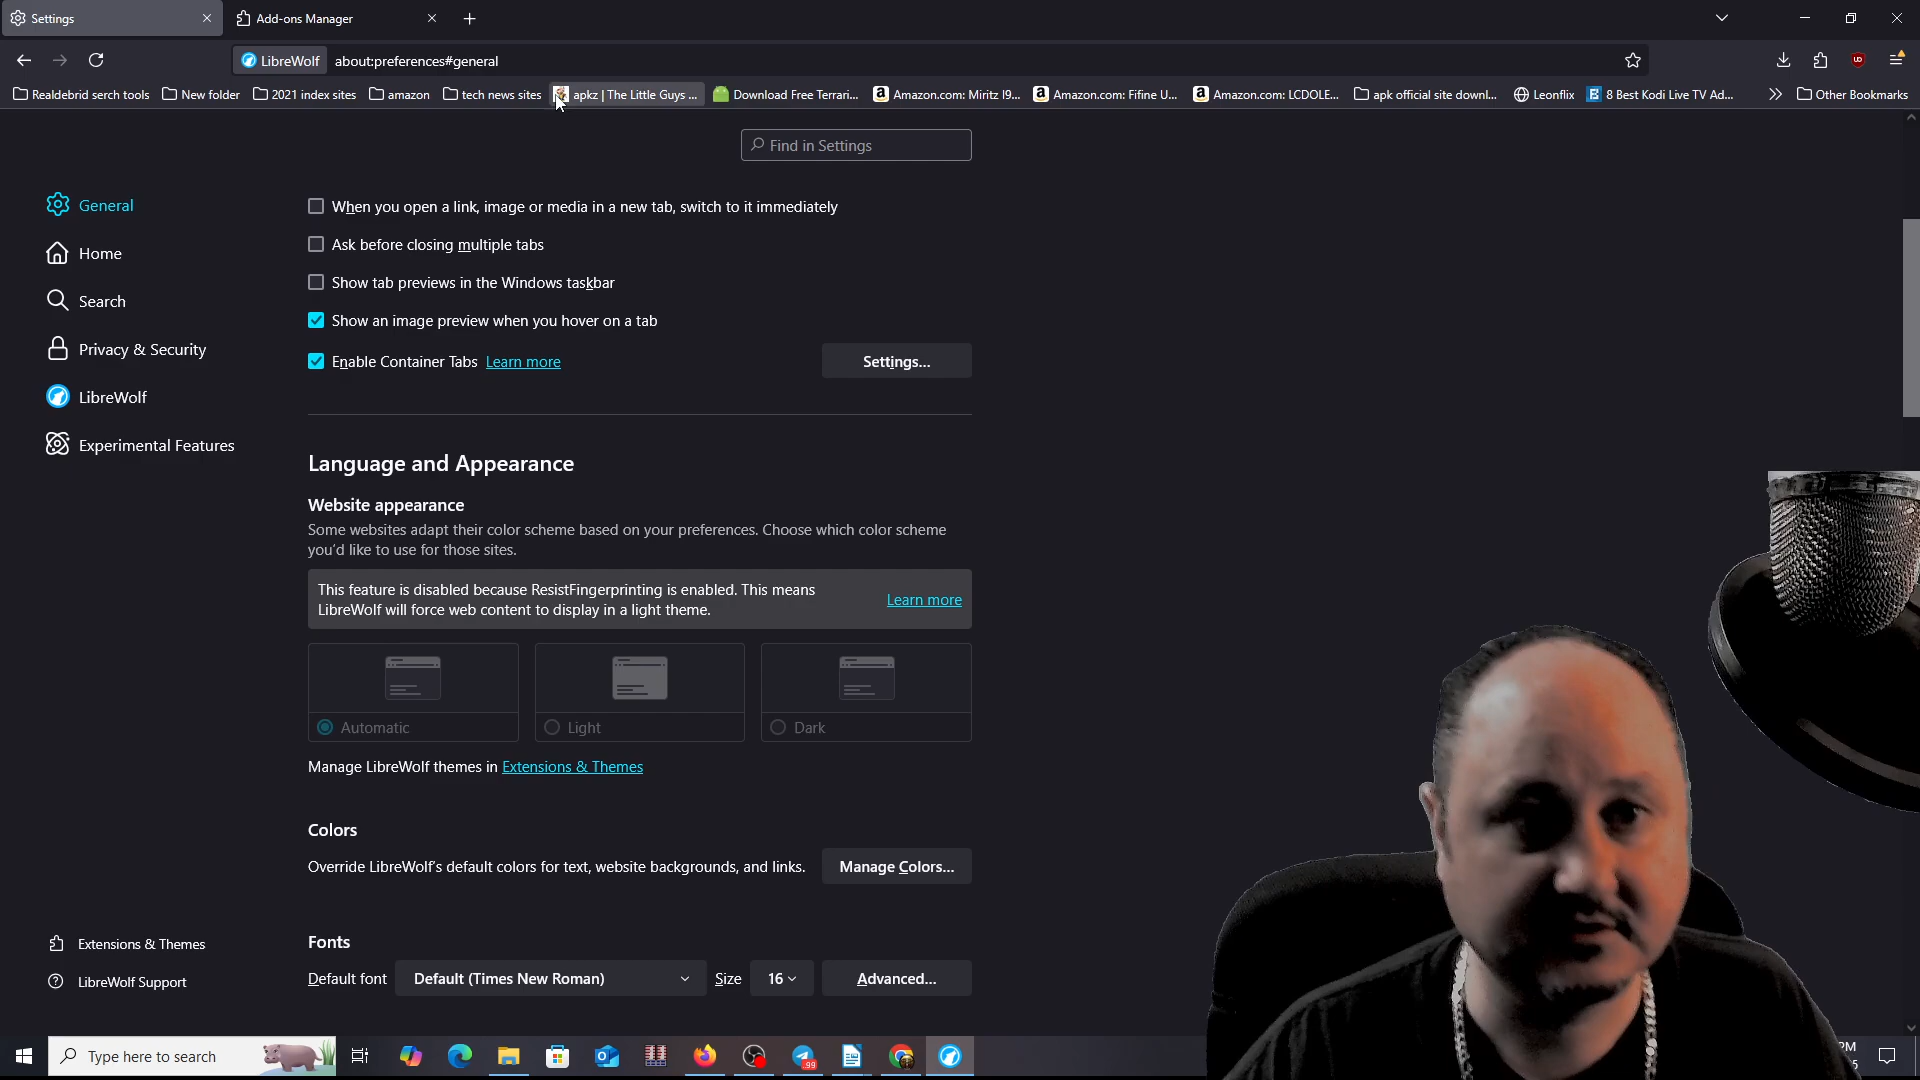 Settings
Add-ons Manager
LibreWolf
about:preferences#general
Realdebrid serch tools
New folder
2021 index sites
amazon
tech news sites
apkz | The Little Guys ...
Download Free Terrari...
Amazon.com: Miritz I9...
Amazon.com: Fifine U...
Amazon.com: LCDOLE...
apk official site downl...
Leonflix
8 Best Kodi Live TV Ad...
Other Bookmarks
Find in Settings
General
Home
Search
Privacy & Security
LibreWolf
Experimental Features
Extensions & Themes
LibreWolf Support
When you open a link, image or media in a new tab, switch to it immediately
Ask before closing multiple tabs
Show tab previews in the Windows taskbar
Show an image preview when you hover on a tab
Enable Container Tabs Learn more
Settings...
Language and Appearance
Website appearance
Some websites adapt their color scheme based on your preferences. Choose which color scheme
you'd like to use for those sites.
This feature is disabled because ResistFingerprinting is enabled. This means
LibreWolf will force web content to display in a light theme.
Learn more
Automatic
Light
Dark
Manage LibreWolf themes in Extensions & Themes
Colors
Override LibreWolf's default colors for text, website backgrounds, and links.
Manage Colors...
Fonts
Default font
Default (Times New Roman)
Size
16
Advanced...
Type here to search
99
PM
5